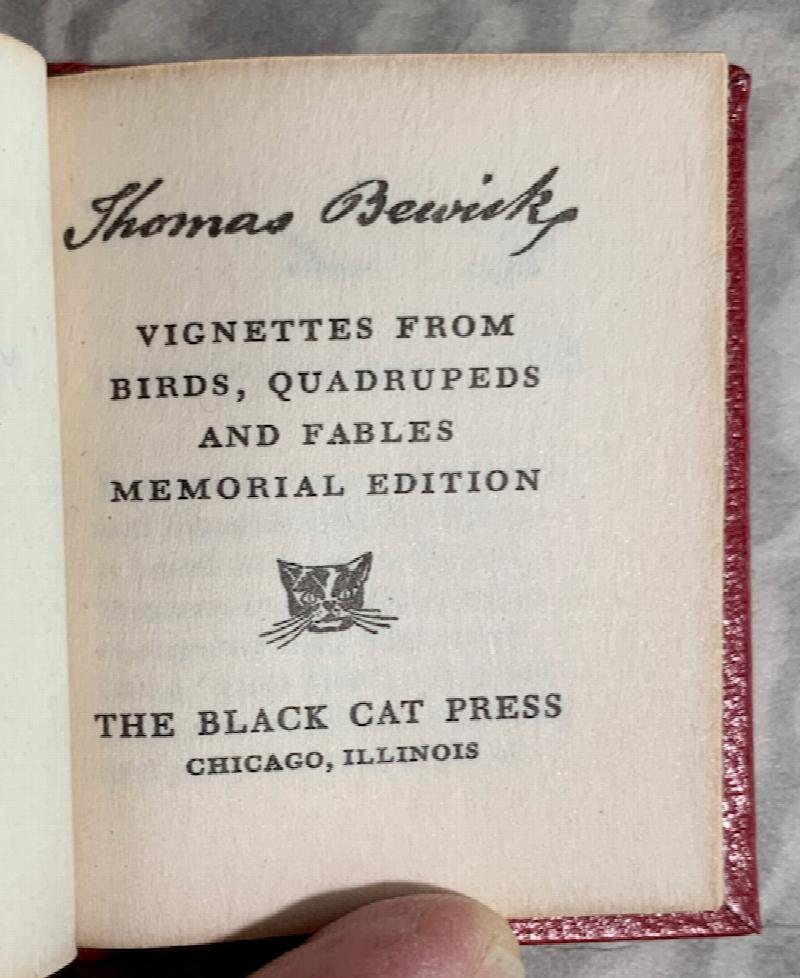 Thomas Bewick
VIGNETTES FROM
BIRDS, QUADRUPEDS
AND FABLES
MEMORIAL EDITION
THE BLACK CAT PRESS
CHICAGO, ILLINOIS